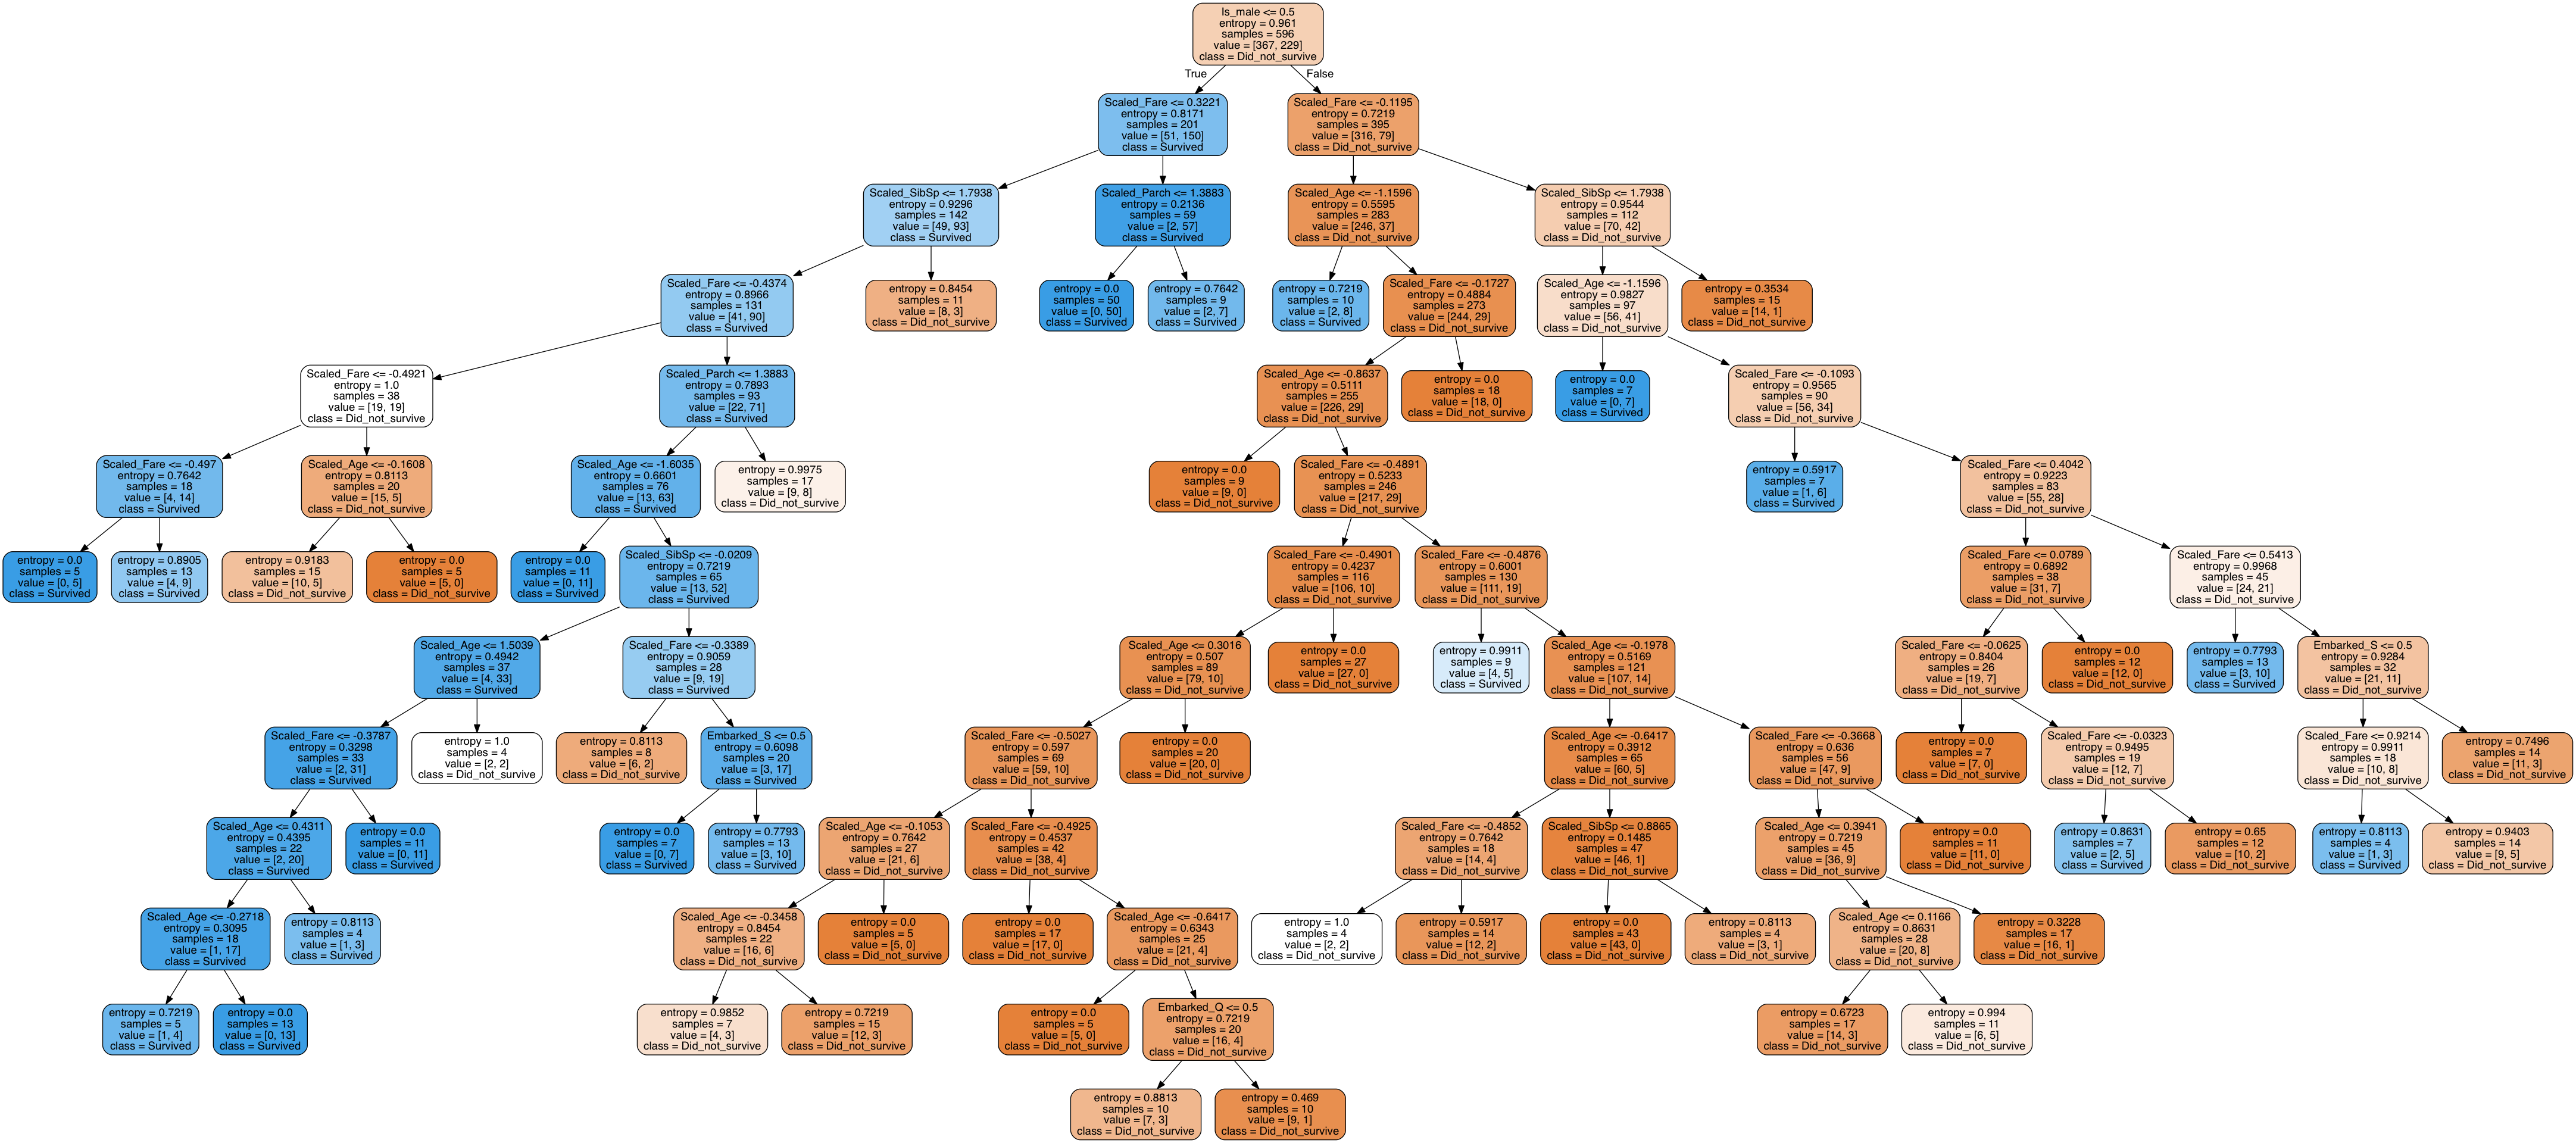 Is_male <= 0.5
entropy = 0.961
samples = 596
value = [367, 229]
class = Did_not_survive
True
False
Scaled_Fare <= 0.3221
entropy = 0.8171
samples = 201
value = [51, 150]
class = Survived
Scaled_Fare <= -0.1195
entropy = 0.7219
samples = 395
value = [316, 79]
class = Did_not_survive
Scaled_SibSp <= 1.7938
entropy = 0.9296
samples = 142
value = [49, 93]
class = Survived
Scaled_Parch <= 1.3883
entropy = 0.2136
samples = 59
value = [2, 57]
class = Survived
Scaled_Age <= -1.1596
entropy = 0.5595
samples = 283
value = [246, 37]
class = Did_not_survive
Scaled_SibSp <= 1.7938
entropy = 0.9544
samples = 112
value = [70, 42]
class = Did_not_survive
Scaled_Fare <= -0.4374
entropy = 0.8966
samples = 131
value = [41, 90]
class = Survived
entropy = 0.8454
samples = 11
value = [8, 3]
class = Did_not_survive
entropy = 0.0
samples = 50
value = [0, 50]
class = Survived
entropy = 0.7642
samples = 9
value = [2, 7]
class = Survived
entropy = 0.7219
samples = 10
value = [2, 8]
class = Survived
Scaled_Fare <= -0.1727
entropy = 0.4884
samples = 273
value = [244, 29]
class = Did_not_survive
Scaled_Age <= -1.1596
entropy = 0.9827
samples = 97
value = [56, 41]
class = Did_not_survive
entropy = 0.3534
samples = 15
value = [14, 1]
class = Did_not_survive
Scaled_Fare <= -0.4921
entropy = 1.0
samples = 38
value = [19, 19]
class = Did_not_survive
Scaled_Parch <= 1.3883
entropy = 0.7893
samples = 93
value = [22, 71]
class = Survived
Scaled_Age <= -0.8637
entropy = 0.5111
samples = 255
value = [226, 29]
class = Did_not_survive
entropy = 0.0
samples = 18
value = [18, 0]
class = Did_not_survive
entropy = 0.0
samples = 7
value = [0, 7]
class = Survived
Scaled_Fare <= -0.1093
entropy = 0.9565
samples = 90
value = [56, 34]
class = Did_not_survive
Scaled_Fare <= -0.497
entropy = 0.7642
samples = 18
value = [4, 14]
class = Survived
Scaled_Age <= -0.1608
entropy = 0.8113
samples = 20
value = [15, 5]
class = Did_not_survive
Scaled_Age <= -1.6035
entropy = 0.6601
samples = 76
value = [13, 63]
class = Survived
entropy = 0.9975
samples = 17
value = [9, 8]
class = Did_not_survive
entropy = 0.0
samples = 9
value = [9, 0]
class = Did_not_survive
Scaled_Fare <= -0.4891
entropy = 0.5233
samples = 246
value = [217, 29]
class = Did_not_survive
entropy = 0.5917
samples = 7
value = [1, 6]
class = Survived
Scaled_Fare <= 0.4042
entropy = 0.9223
samples = 83
value = [55, 28]
class = Did_not_survive
entropy = 0.0
samples = 5
value = [0, 5]
class = Survived
entropy = 0.8905
samples = 13
value = [4, 9]
class = Survived
entropy = 0.9183
samples = 15
value = [10, 5]
class = Did_not_survive
entropy = 0.0
samples = 5
value = [5, 0]
class = Did_not_survive
entropy = 0.0
samples = 11
value = [0, 11]
class = Survived
Scaled_SibSp <= -0.0209
entropy = 0.7219
samples = 65
value = [13, 52]
class = Survived
Scaled_Fare <= -0.4901
entropy = 0.4237
samples = 116
value = [106, 10]
class = Did_not_survive
Scaled_Fare <= -0.4876
entropy = 0.6001
samples = 130
value = [111, 19]
class = Did_not_survive
Scaled_Fare <= 0.0789
entropy = 0.6892
samples = 38
value = [31, 7]
class = Did_not_survive
Scaled_Fare <= 0.5413
entropy = 0.9968
samples = 45
value = [24, 21]
class = Did_not_survive
Scaled_Age <= 1.5039
entropy = 0.4942
samples = 37
value = [4, 33]
class = Survived
Scaled_Fare <= -0.3389
entropy = 0.9059
samples = 28
value = [9, 19]
class = Survived
Scaled_Age <= 0.3016
entropy = 0.507
samples = 89
value = [79, 10]
class = Did_not_survive
entropy = 0.0
samples = 27
value = [27, 0]
class = Did_not_survive
entropy = 0.9911
samples = 9
value = [4, 5]
class = Survived
Scaled_Age <= -0.1978
entropy = 0.5169
samples = 121
value = [107, 14]
class = Did_not_survive
Scaled_Fare <= -0.0625
entropy = 0.8404
samples = 26
value = [19, 7]
class = Did_not_survive
entropy = 0.0
samples = 12
value = [12, 0]
class = Did_not_survive
entropy = 0.7793
samples = 13
value = [3, 10]
class = Survived
Embarked_S <= 0.5
entropy = 0.9284
samples = 32
value = [21, 11]
class = Did_not_survive
Scaled_Fare <= -0.3787
entropy = 0.3298
samples = 33
value = [2, 31]
class = Survived
entropy = 1.0
samples = 4
value = [2, 2]
class = Did_not_survive
entropy = 0.8113
samples = 8
value = [6, 2]
class = Did_not_survive
Embarked_S <= 0.5
entropy = 0.6098
samples = 20
value = [3, 17]
class = Survived
Scaled_Fare <= -0.5027
entropy = 0.597
samples = 69
value = [59, 10]
class = Did_not_survive
entropy = 0.0
samples = 20
value = [20, 0]
class = Did_not_survive
Scaled_Age <= -0.6417
entropy = 0.3912
samples = 65
value = [60, 5]
class = Did_not_survive
Scaled_Fare <= -0.3668
entropy = 0.636
samples = 56
value = [47, 9]
class = Did_not_survive
entropy = 0.0
samples = 7
value = [7, 0]
class = Did_not_survive
Scaled_Fare <= -0.0323
entropy = 0.9495
samples = 19
value = [12, 7]
class = Did_not_survive
Scaled_Fare <= 0.9214
entropy = 0.9911
samples = 18
value = [10, 8]
class = Did_not_survive
entropy = 0.7496
samples = 14
value = [11, 3]
class = Did_not_survive
Scaled_Age <= 0.4311
entropy = 0.4395
samples = 22
value = [2, 20]
class = Survived
entropy = 0.0
samples = 11
value = [0, 11]
class = Survived
entropy = 0.0
samples = 7
value = [0, 7]
class = Survived
entropy = 0.7793
samples = 13
value = [3, 10]
class = Survived
Scaled_Age <= -0.1053
entropy = 0.7642
samples = 27
value = [21, 6]
class = Did_not_survive
Scaled_Fare <= -0.4925
entropy = 0.4537
samples = 42
value = [38, 4]
class = Did_not_survive
Scaled_Fare <= -0.4852
entropy = 0.7642
samples = 18
value = [14, 4]
class = Did_not_survive
Scaled_SibSp <= 0.8865
entropy = 0.1485
samples = 47
value = [46, 1]
class = Did_not_survive
Scaled_Age <= 0.3941
entropy = 0.7219
samples = 45
value = [36, 9]
class = Did_not_survive
entropy = 0.0
samples = 11
value = [11, 0]
class = Did_not_survive
entropy = 0.8631
samples = 7
value = [2, 5]
class = Survived
entropy = 0.65
samples = 12
value = [10, 2]
class = Did_not_survive
entropy = 0.8113
samples = 4
value = [1, 3]
class = Survived
entropy = 0.9403
samples = 14
value = [9, 5]
class = Did_not_survive
Scaled_Age <= -0.2718
entropy = 0.3095
samples = 18
value = [1, 17]
class = Survived
entropy = 0.8113
samples = 4
value = [1, 3]
class = Survived
Scaled_Age <= -0.3458
entropy = 0.8454
samples = 22
value = [16, 6]
class = Did_not_survive
entropy = 0.0
samples = 5
value = [5, 0]
class = Did_not_survive
entropy = 0.0
samples = 17
value = [17, 0]
class = Did_not_survive
Scaled_Age <= -0.6417
entropy = 0.6343
samples = 25
value = [21, 4]
class = Did_not_survive
entropy = 1.0
samples = 4
value = [2, 2]
class = Did_not_survive
entropy = 0.5917
samples = 14
value = [12, 2]
class = Did_not_survive
entropy = 0.0
samples = 43
value = [43, 0]
class = Did_not_survive
entropy = 0.8113
samples = 4
value = [3, 1]
class = Did_not_survive
Scaled_Age <= 0.1166
entropy = 0.8631
samples = 28
value = [20, 8]
class = Did_not_survive
entropy = 0.3228
samples = 17
value = [16, 1]
class = Did_not_survive
entropy = 0.7219
samples = 5
value = [1, 4]
class = Survived
entropy = 0.0
samples = 13
value = [0, 13]
class = Survived
entropy = 0.9852
samples = 7
value = [4, 3]
class = Did_not_survive
entropy = 0.7219
samples = 15
value = [12, 3]
class = Did_not_survive
entropy = 0.0
samples = 5
value = [5, 0]
class = Did_not_survive
Embarked_Q <= 0.5
entropy = 0.7219
samples = 20
value = [16, 4]
class = Did_not_survive
entropy = 0.6723
samples = 17
value = [14, 3]
class = Did_not_survive
entropy = 0.994
samples = 11
value = [6, 5]
class = Did_not_survive
entropy = 0.8813
samples = 10
value = [7, 3]
class = Did_not_survive
entropy = 0.469
samples = 10
value = [9, 1]
class = Did_not_survive